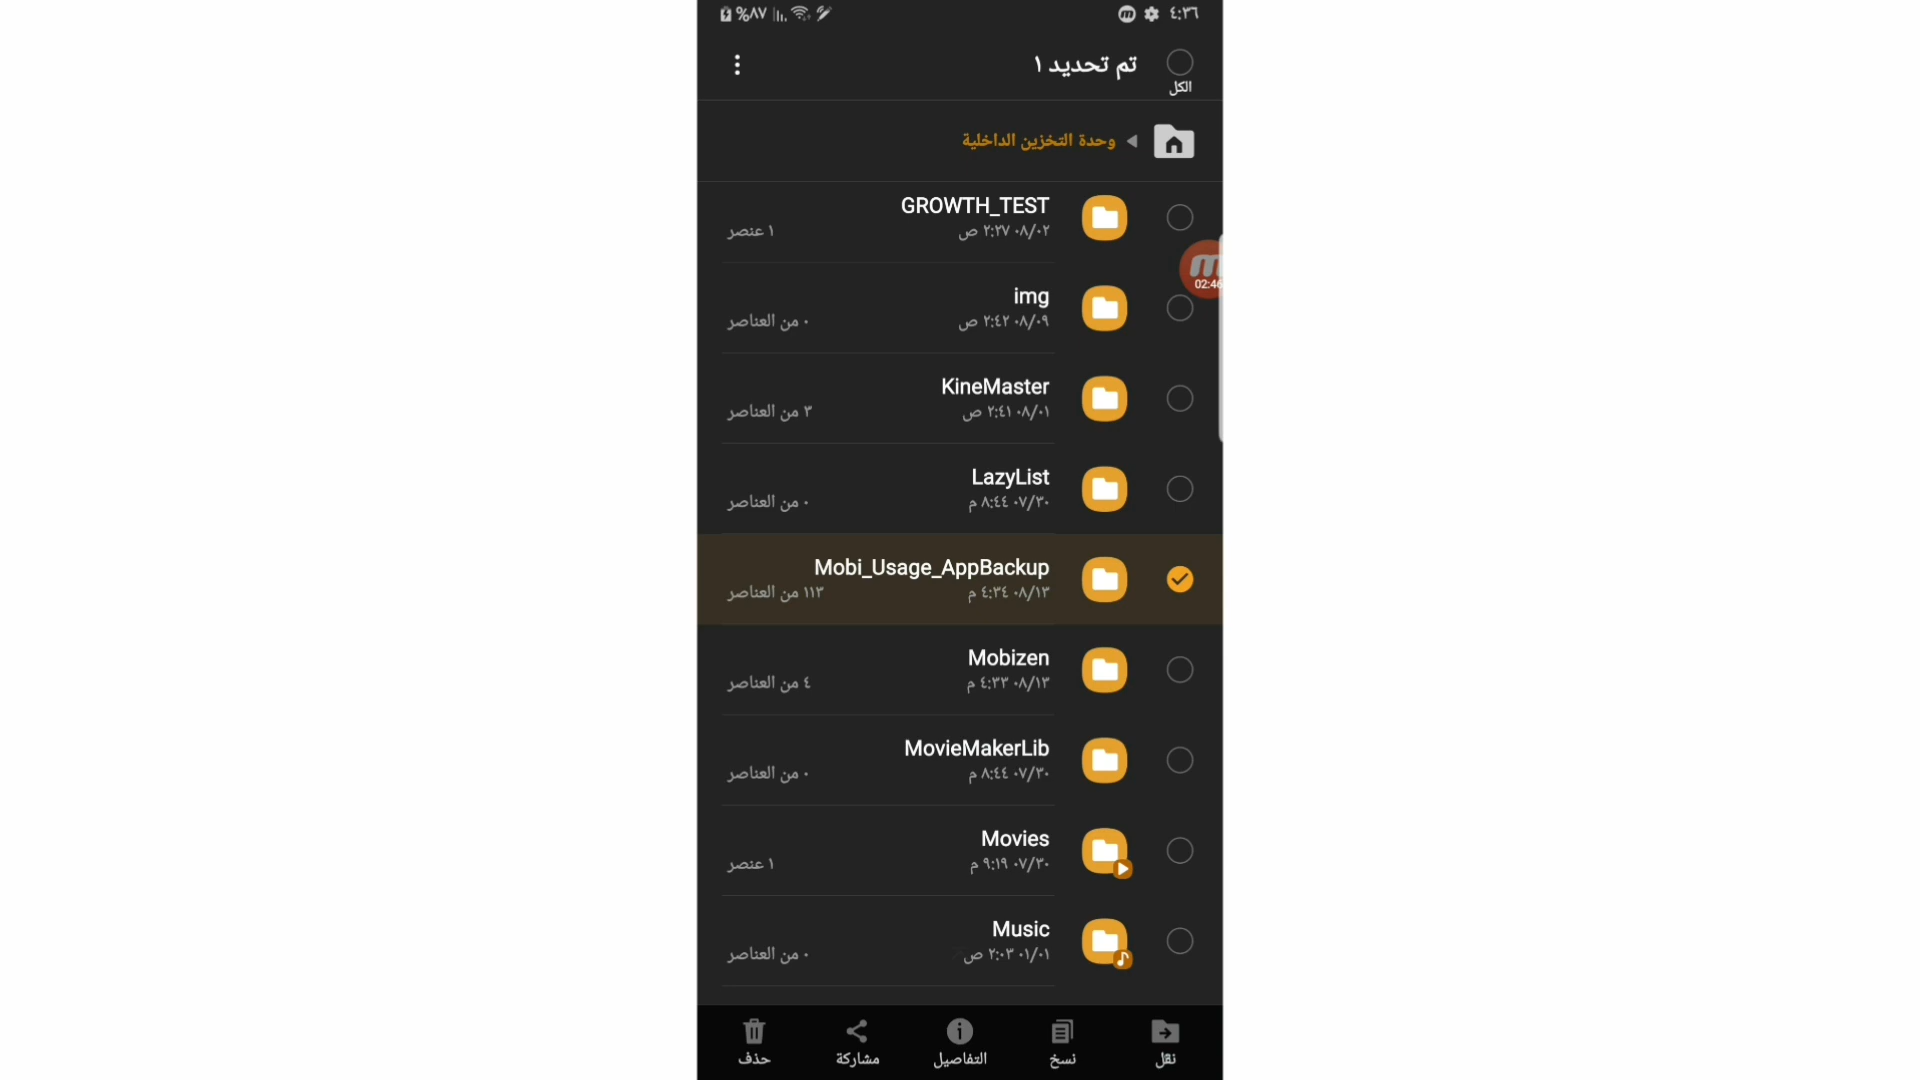 ٤:٣٦
%٨٧
تم تحديد ١
الكل
وحدة التخزين الداخلية
GROWTH_TEST
٠٨/٠٢ ٢:٢٧ ص
١ عنصر
02:46
img
٠٨/٠٩ ٢:٤٢ ص
٠ من العناصر
KineMaster
٠٨/٠١ ٢:٤١ ص
٣ من العناصر
LazyList
٠٧/٣٠ ٨:٤٤ م
٠ من العناصر
Mobi_Usage_AppBackup
٠٨/١٣ ٤:٣٤ م
١١٣ من العناصر
Mobizen
٠٨/١٣ ٤:٣٣ م
٤ من العناصر
MovieMakerLib
٠٧/٣٠ ٨:٤٤ م
٠ من العناصر
Movies
٠٧/٣٠ ٩:١٩ م
١ عنصر
Music
٠١/٠١ ٢:٠٣ ص
٠ من العناصر
نقل
نسخ
التفاصيل
مشاركة
حذف